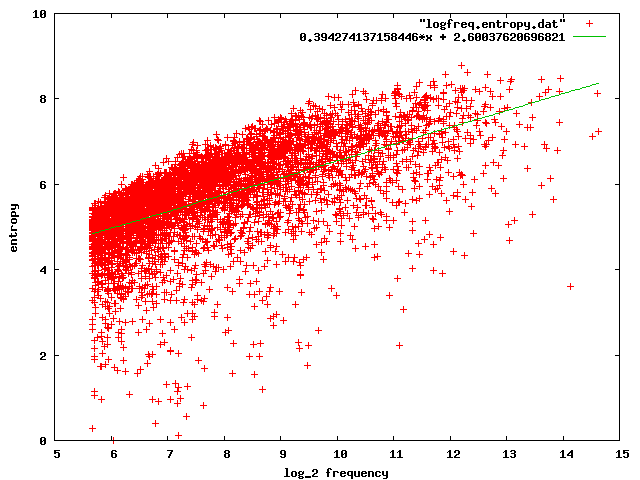 "logfreq.entropy.dat"
0.394274137158446*x + 2.60037620696821
10
8
6
4
2
0
entropy
5 6 7 8 9 10 11 12 13 14 15
log_2 frequency